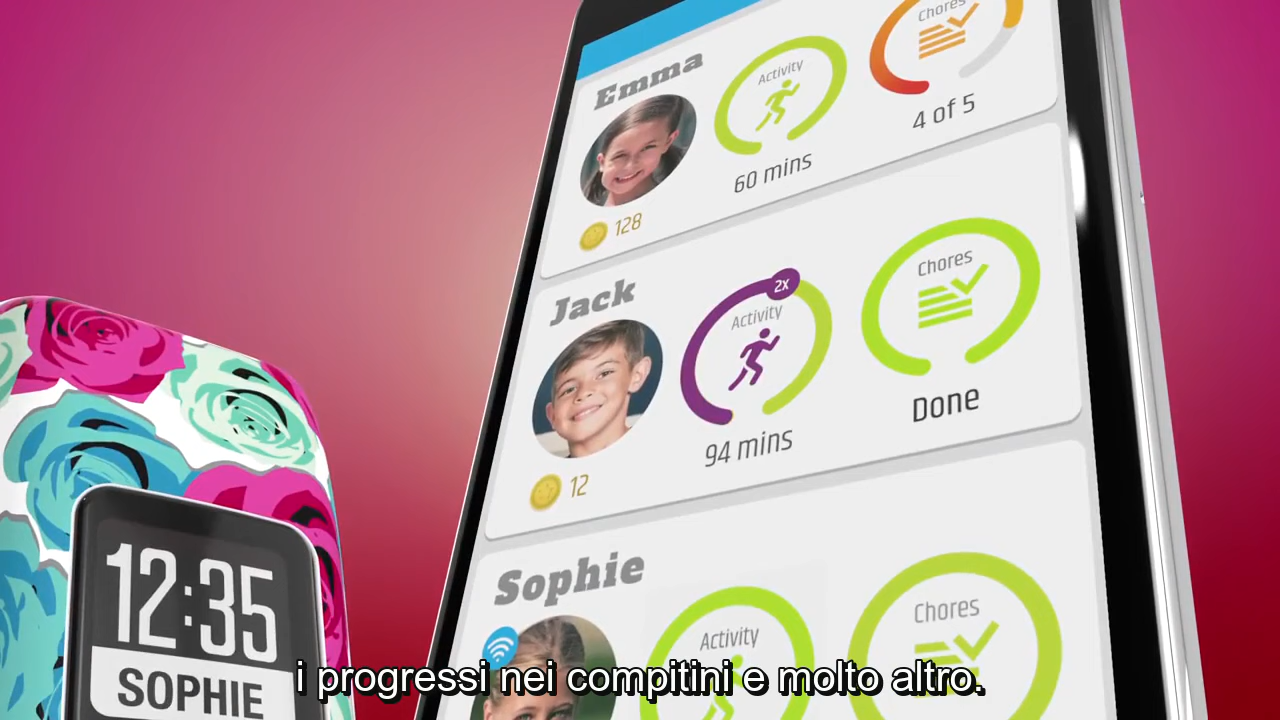 Emma
Activity
60 mins
Chores
4 of 5
128
Jack
2x
Activity
94 mins
Chores
Done
12
Sophie
Activity
Chores
12:35
SOPHIE
i progressi nei compitini e molto altro.